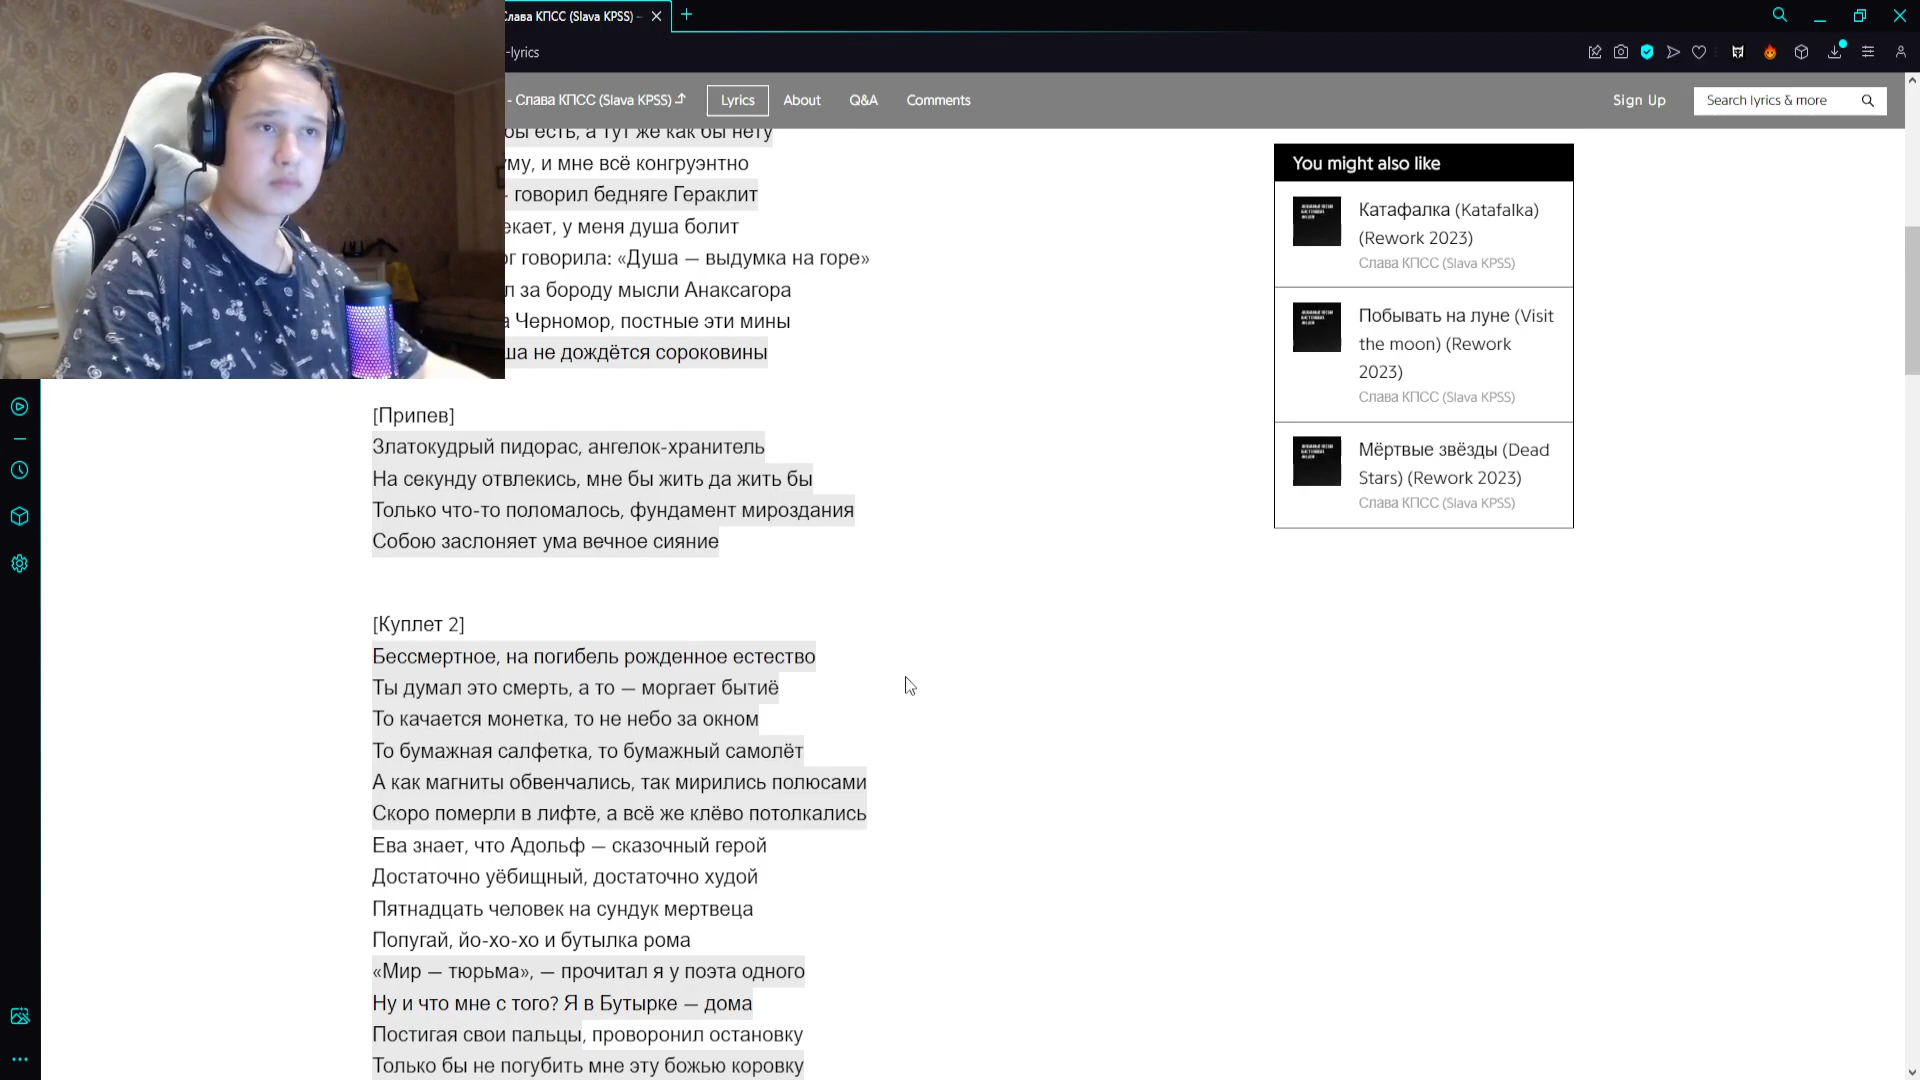 Слава КПСС (Slava KPSS) –
-lyrics
- Слава КПСС (Slava KPSS)
Lyrics
About
Q&A
Comments
Sign Up
Search lyrics & more
бы есть, а тут же как бы нету
уму, и мне всё конгруэнтно
– говорил бедняге Гераклит
екает, у меня душа болит
ог говорила: «Душа — выдумка на горе»
л за бороду мысли Анаксагора
а Черномор, постные эти мины
ша не дождётся сороковины
[Припев]
Златокудрый пидорас, ангелок-хранитель
На секунду отвлекись, мне бы жить да жить бы
Только что-то поломалось, фундамент мироздания
Собою заслоняет ума вечное сияние
[Куплет 2]
Бессмертное, на погибель рожденное естество
Ты думал это смерть, а то — моргает бытиё
То качается монетка, то не небо за окном
То бумажная салфетка, то бумажный самолёт
А как магниты обвенчались, так мирились полюсами
Скоро померли в лифте, а всё же клёво потолкались
Ева знает, что Адольф — сказочный герой
Достаточно уёбищный, достаточно худой
Пятнадцать человек на сундук мертвеца
Попугай, йо-хо-хо и бутылка рома
«Мир — тюрьма», — прочитал я у поэта одного
Ну и что мне с того? Я в Бутырке — дома
Постигая свои пальцы, проворонил остановку
Только бы не погубить мне эту божью коровку
You might also like
Катафалка (Katafalka)
(Rework 2023)
Слава КПСС (Slava KPSS)
Побывать на луне (Visit
the moon) (Rework
2023)
Слава КПСС (Slava KPSS)
Мёртвые звёзды (Dead
Stars) (Rework 2023)
Слава КПСС (Slava KPSS)